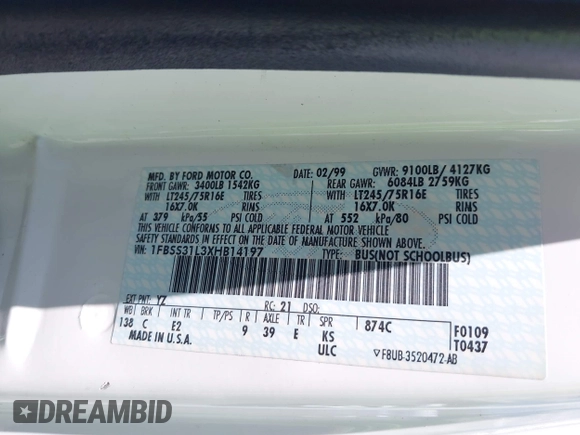 MFD. BY FORD MOTOR CO.
02/99 GVWR: 9100LB/ 4127KG
FRONT GAWR: 3400LB 1542KG REAR GAWR: 6084LB 2759KG
WITH LT245/75R16E TIRES WITH LT245/75R16E TIRES
16X7.0K 16X7.0K
AT 379 kPa/55 PSI COLD AT 552 kPa/80 PSI COLD
THIS VEHICLE CONFORMS TO ALL APPLICABLE FEDERAL MOTOR VEHICLE
SAFETY STANDARDS IN EFFECT ON THE DATE OF MANUFACTURE SHOWN ABOVE.
VIN: 1FBSS31L3XHB14197 TYPE: BUS(NOT SCHOOLBUS)
EXT PNT: YZ RC: 21 DSO:
WB BRK INT TR TP/PS R AXLE TR SPR 874C F0109
138 C E2 9 39 E KS T0437
MADE IN U.S.A. ULC ▽F8UB-3520472-AB
DREAMBID